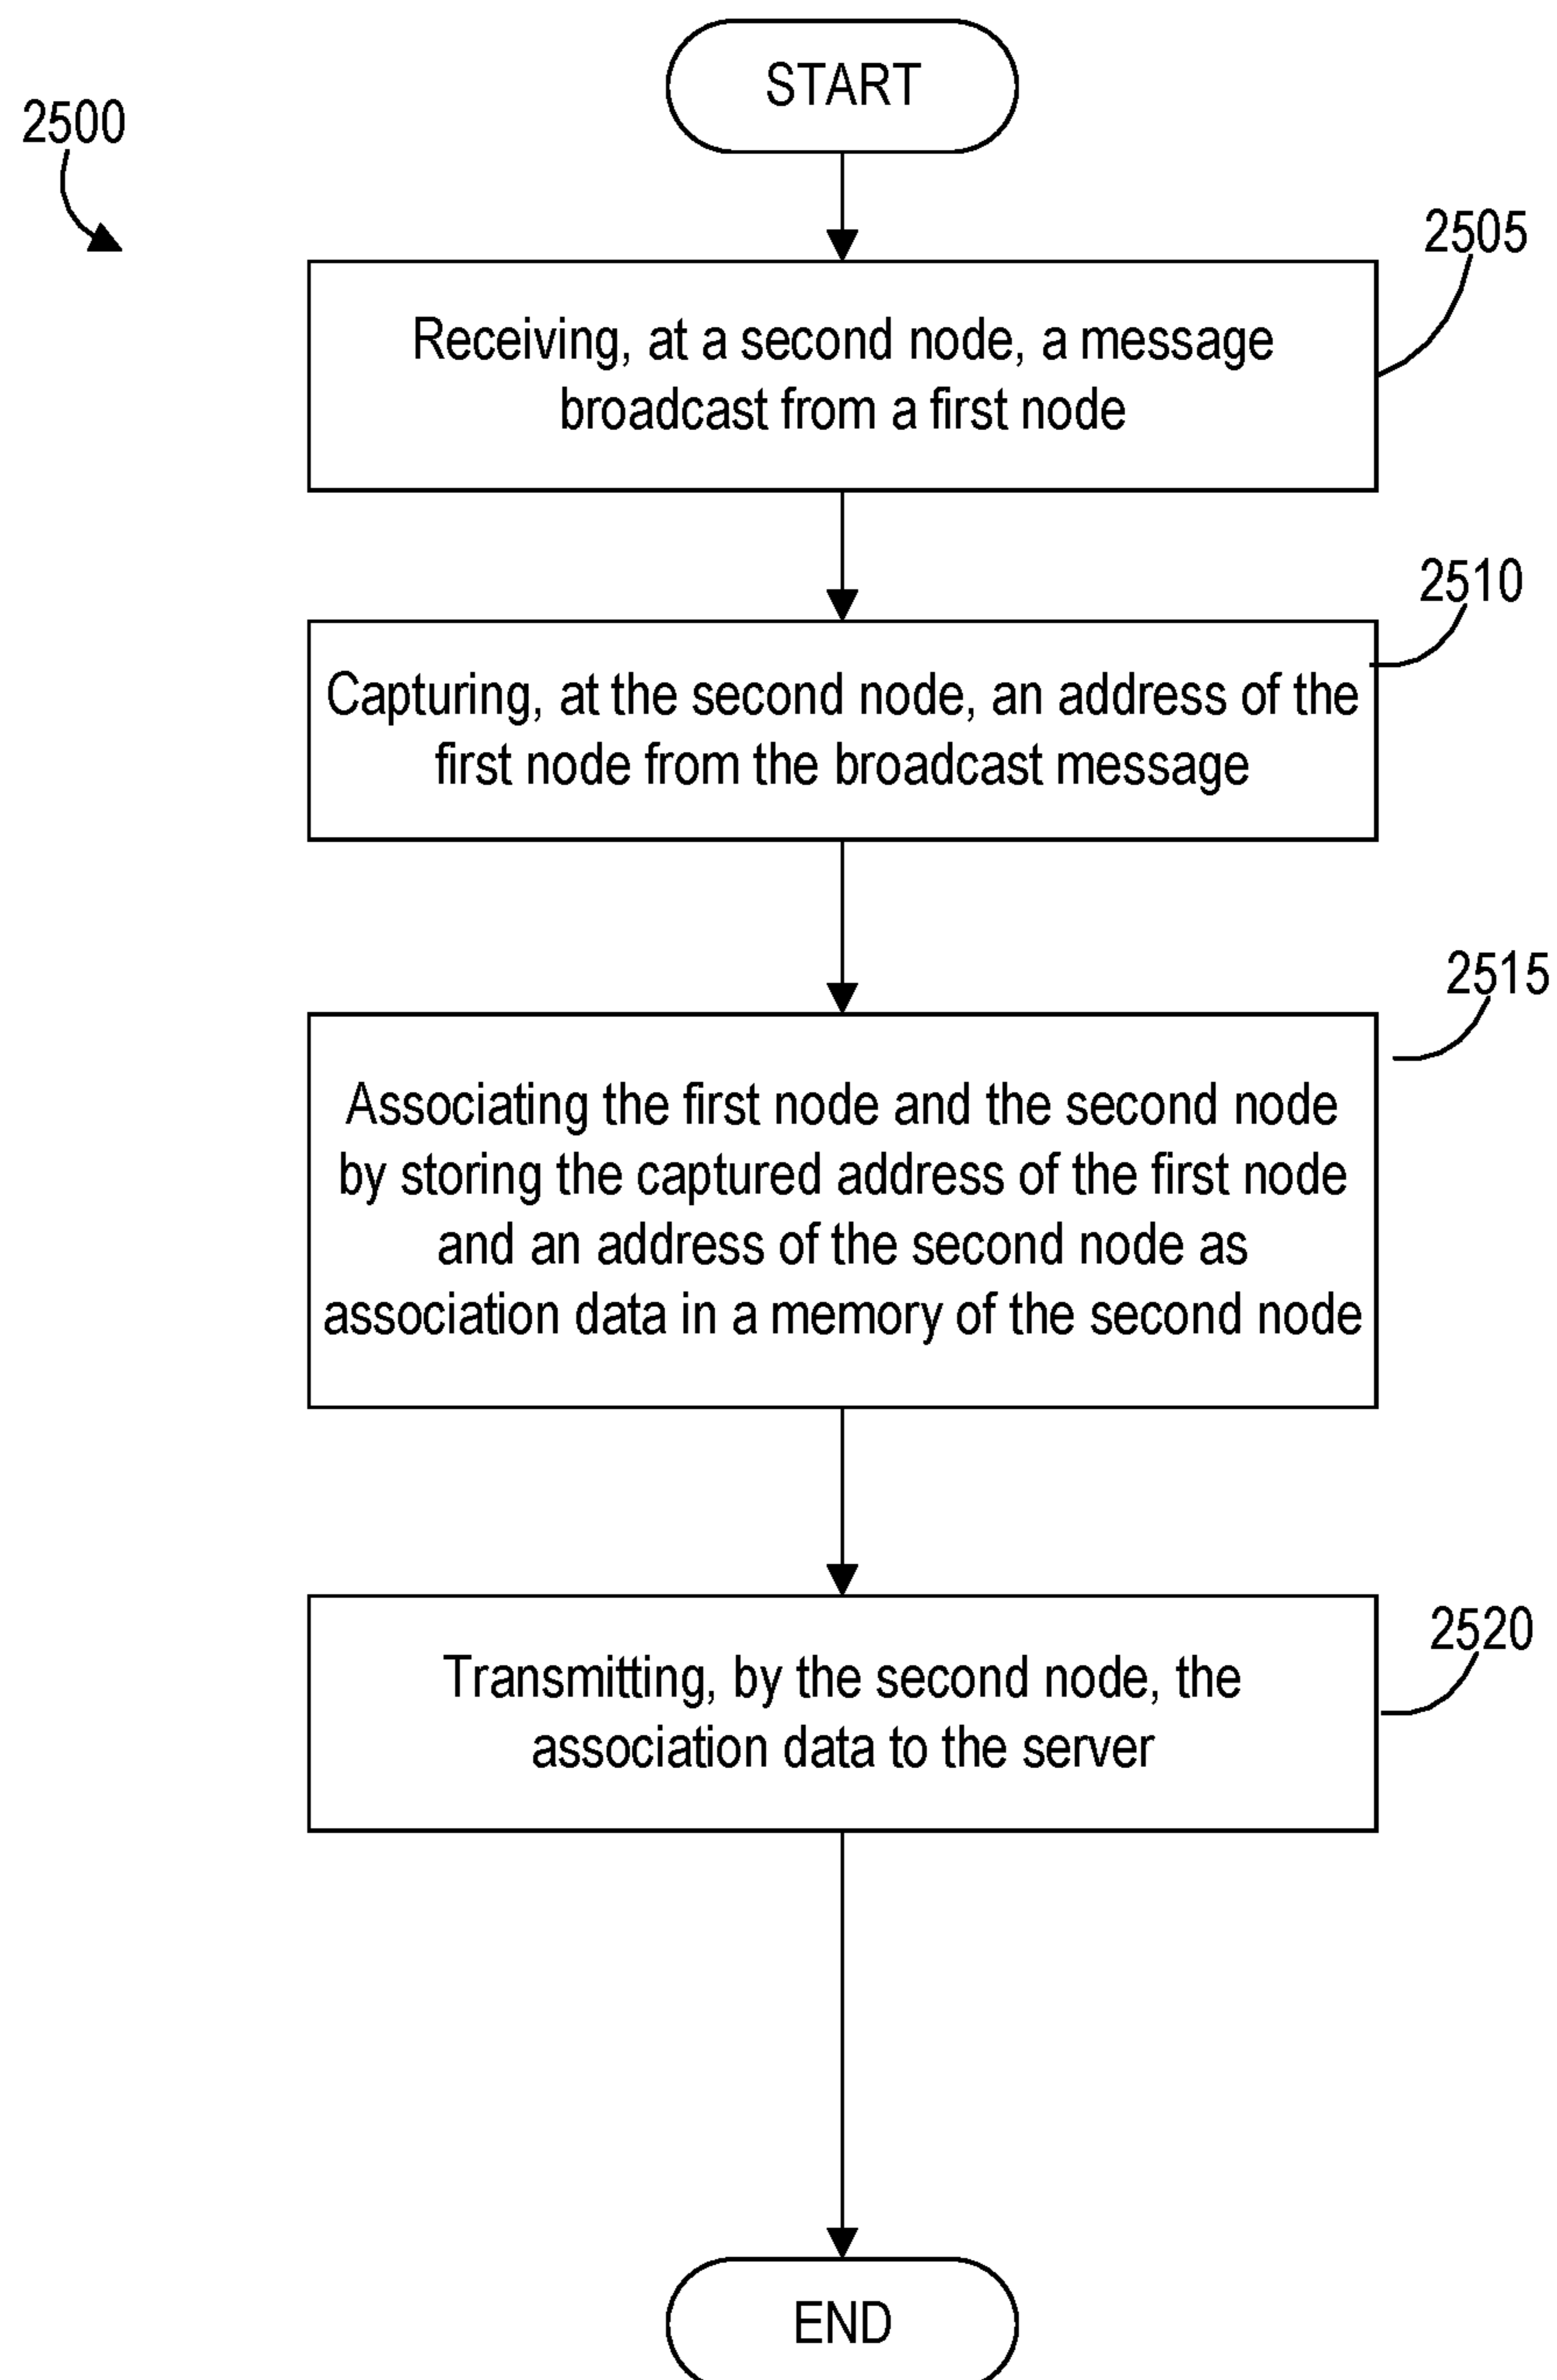 START
2500
2505
Receiving, at a second node, a message
broadcast from a first node
2510
Capturing, at the second node, an address of the
first node from the broadcast message
2515
Associating the first node and the second node
by storing the captured address of the first node
and an address of the second node as
association data in a memory of the second node
2520
Transmitting, by the second node, the
association data to the server
END